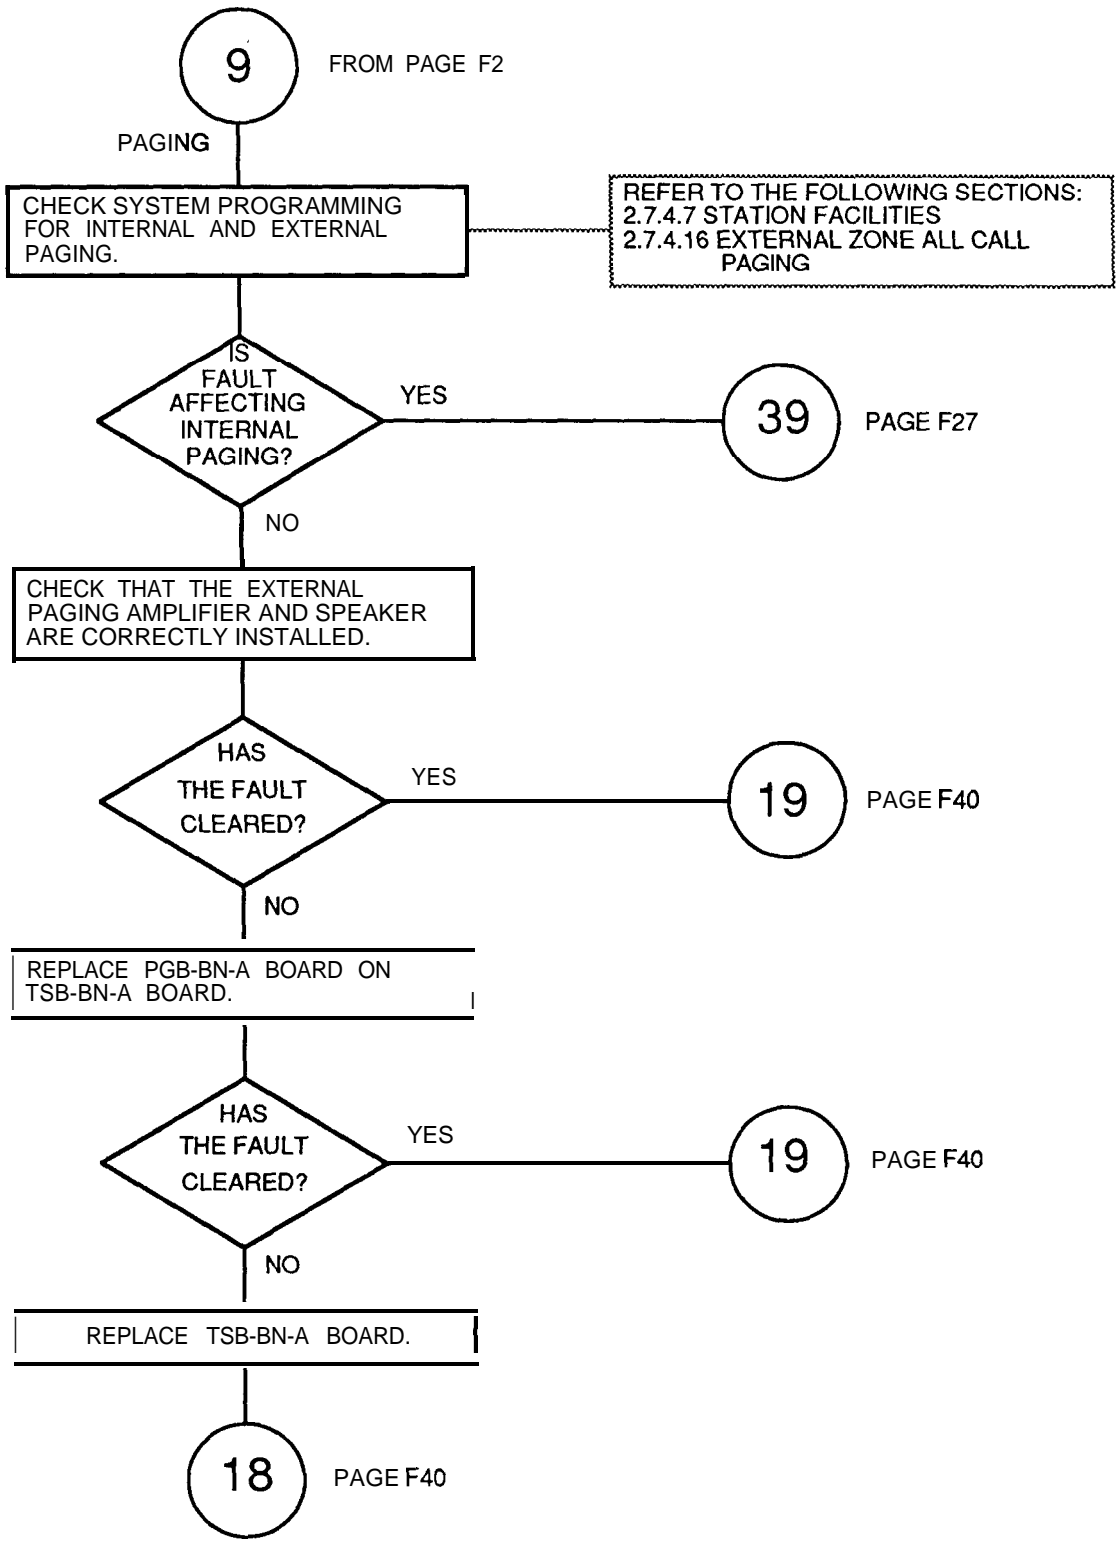 9
FROM PAGE F2
PAGING
CHECK SYSTEM PROGRAMMING
FOR INTERNAL AND EXTERNAL
PAGING.
REFER TO THE FOLLOWING SECTIONS:
2.7.4.7 STATION FACILITIES
2.7.4.16 EXTERNAL ZONE ALL CALL
PAGING
IS
FAULT
AFFECTING
INTERNAL
PAGING?
YES
39
PAGE F27
NO
CHECK THAT THE EXTERNAL
PAGING AMPLIFIER AND SPEAKER
ARE CORRECTLY INSTALLED.
HAS
THE FAULT
CLEARED?
YES
19
PAGE F40
NO
REPLACE PGB-BN-A BOARD ON
TSB-BN-A BOARD.
HAS
THE FAULT
CLEARED?
YES
19
PAGE F40
NO
REPLACE TSB-BN-A BOARD.
18
PAGE F40